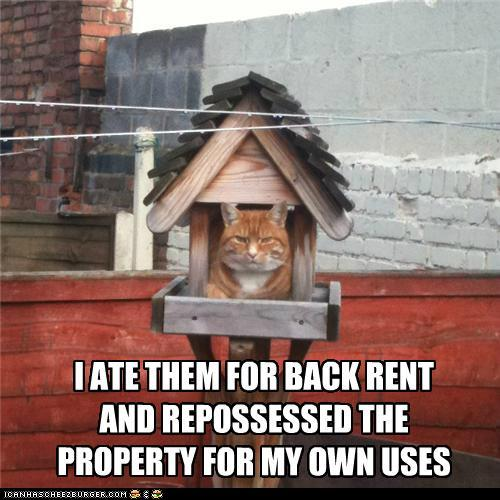 I ATE THEM FOR BACK RENT
AND REPOSSESSED THE
PROPERTY FOR MY OWN USES
ICANHASCHEEZBURGER.COM